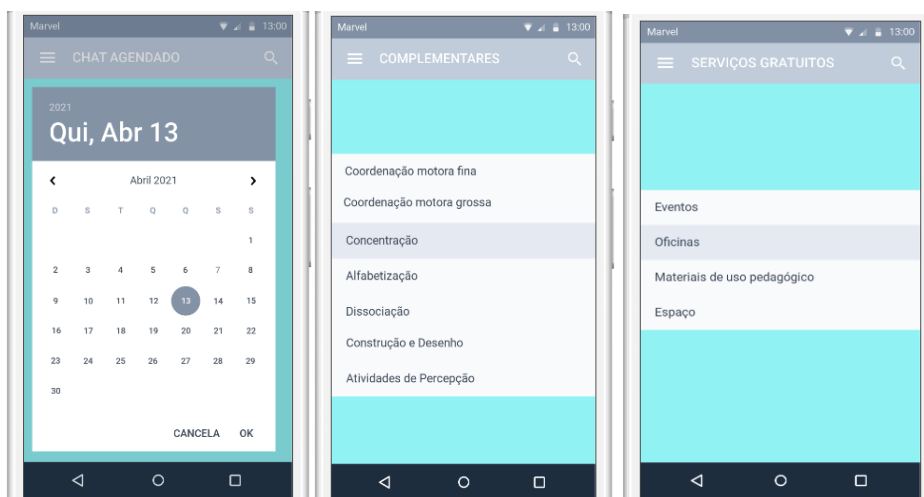 Marvel 13:00
CHAT AGENDADO
2021
Qui, Abr 13
Abril 2021
D S T Q Q S S
1
2 3 4 5 6 7 8
9 10 11 12 13 14 15
16 17 18 19 20 21 22
23 24 25 26 27 28 29
30
CANCELA OK
Marvel 13:00
COMPLEMENTARES
Coordenação motora fina
Coordenação motora grossa
Concentração
Alfabetização
Dissociação
Construção e Desenho
Atividades de Percepção
Marvel 13:00
SERVIÇOS GRATUITOS
Eventos
Oficinas
Materiais de uso pedagógico
Espaço